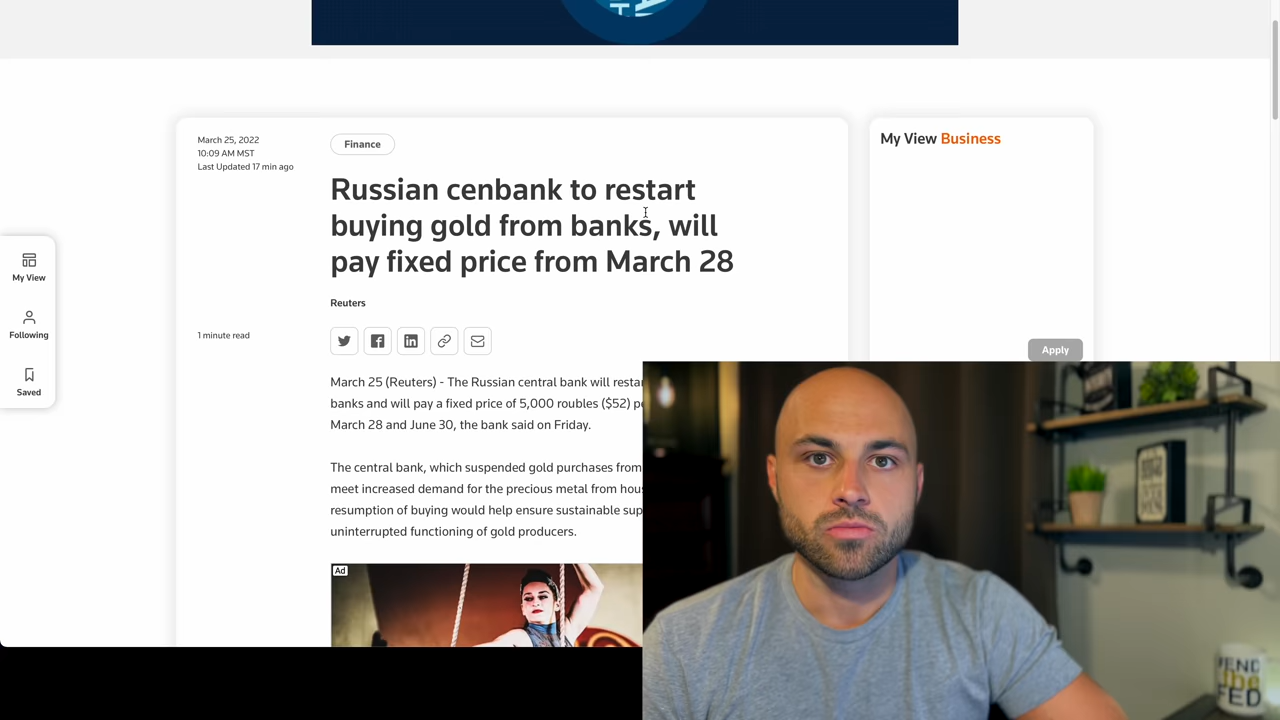 March 25, 2022
10:09 AM MST
Last Updated 17 min ago
Finance
Russian cenbank to restart
buying gold from banks, will
pay fixed price from March 28
Reuters
1 minute read
March 25 (Reuters) - The Russian central bank will restar
banks and will pay a fixed price of 5,000 roubles ($52) pe
March 28 and June 30, the bank said on Friday.
The central bank, which suspended gold purchases from
meet increased demand for the precious metal from hou
resumption of buying would help ensure sustainable sup
uninterrupted functioning of gold producers.
Ad
My View
Following
Saved
My View Business
Apply
FED